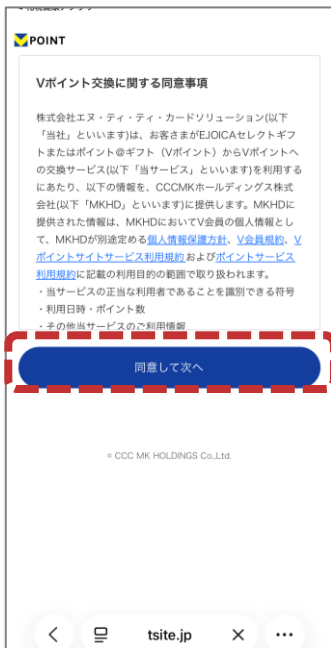 POINT
Vポイント交換に関する同意事項
株式会社エヌ・ティ・ティ・カードソリューション(以下
「当社」といいます)は、お客さまがEJOICAセレクトギフ
トまたはポイント@ギフト（Vポイント）からVポイントへ
の交換サービス(以下「当サービス」といいます)を利用する
にあたり、以下の情報を、CCCMKホールディングス株式
会社(以下「MKHD」といいます)に提供します。MKHDに
提供された情報は、MKHDにおいてV会員の個人情報とし
て、MKHDが別途定める個人情報保護方針、V会員規約、V
ポイントサイトサービス利用規約およびポイントサービス
利用規約に記載の利用目的の範囲で取り扱われます。
・当サービスの正当な利用者であることを識別できる符号
・利用日時・ポイント数
・その他当サービスのご利用情報
同意して次へ
© CCC MK HOLDINGS Co.,Ltd.
tsite.jp